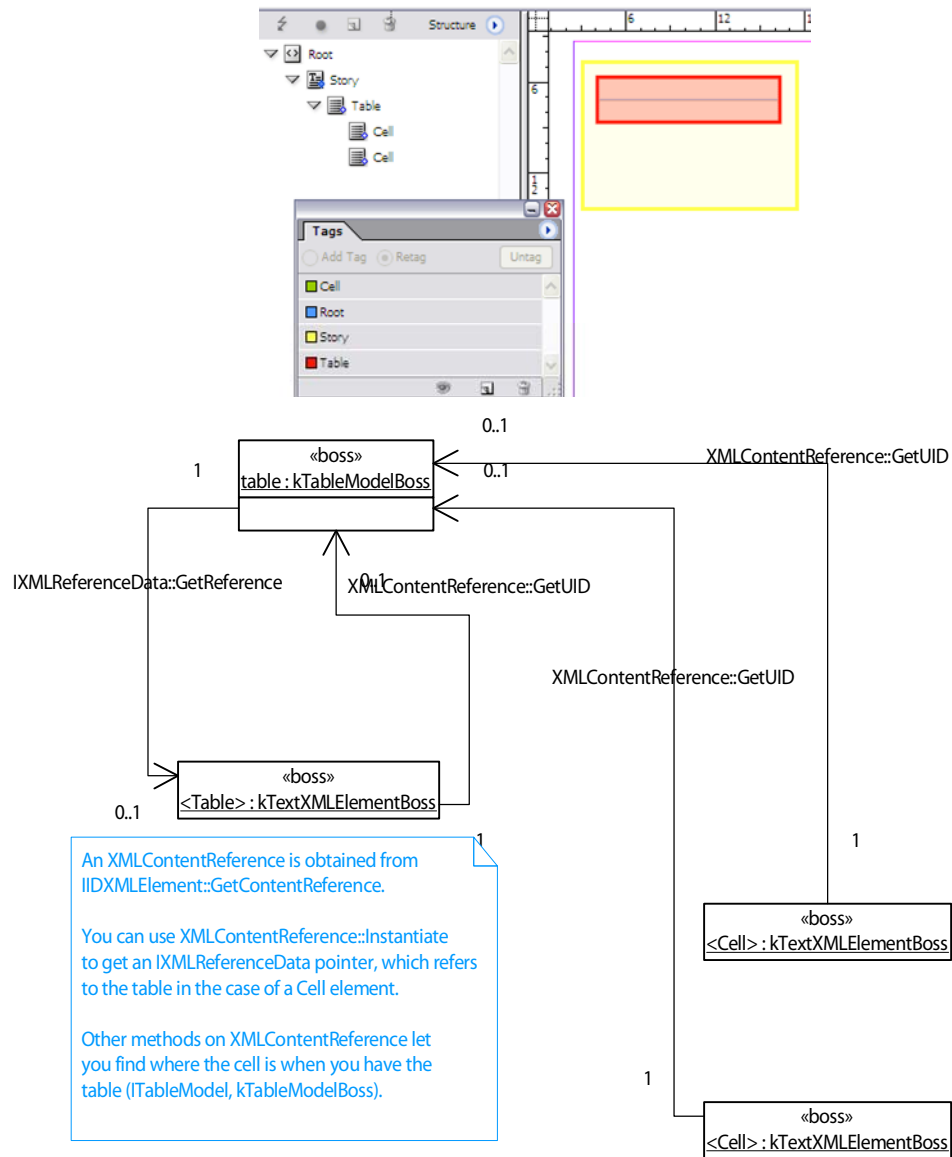 Structure
6
12
1
Root
Story
Table
Cell
Cell
6
1
2
Tags
Add Tag
Retag
Untag
Cell
Root
Story
Table
0..1
«boss»
table : kTableModelBoss
1
0..1
XMLContentReference::GetUID
IXMLReferenceData::GetReference
XMLContentReference::GetUID
0..1
XMLContentReference::GetUID
«boss»
<Table> : kTextXMLElementBoss
0..1
1
1
An XMLContentReference is obtained from
IIDXMLElement::GetContentReference.
You can use XMLContentReference::Instantiate
to get an IXMLReferenceData pointer, which refers
to the table in the case of a Cell element.
Other methods on XMLContentReference let
you find where the cell is when you have the
table (ITableModel, kTableModelBoss).
«boss»
<Cell> : kTextXMLElementBoss
1
«boss»
<Cell> : kTextXMLElementBoss